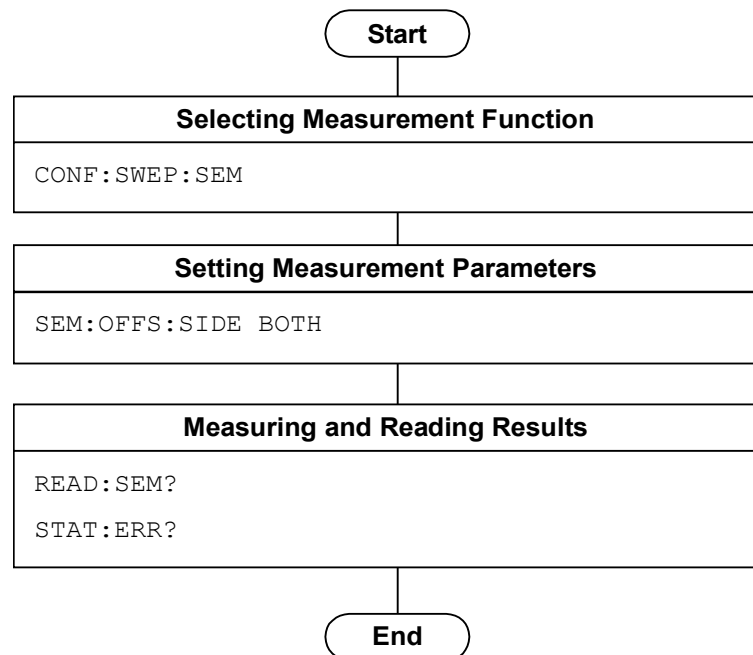 Start
Selecting Measurement Function
CONF:SWEP:SEM
Setting Measurement Parameters
SEM:OFFS:SIDE BOTH
Measuring and Reading Results
READ:SEM?
STAT:ERR?
End